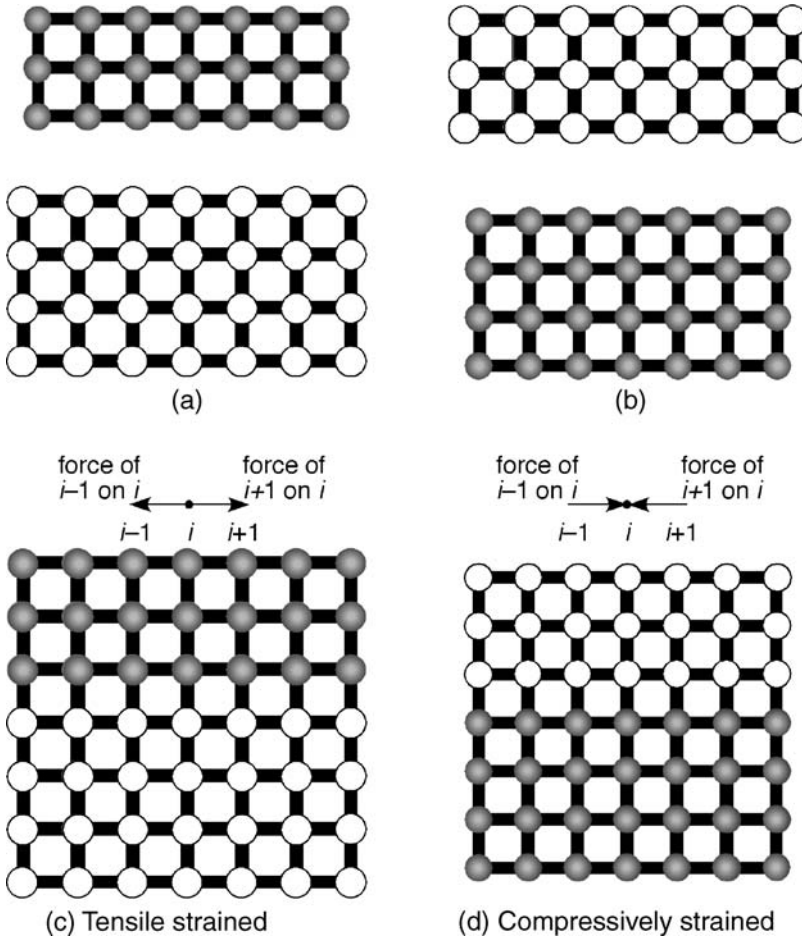 (a)
(b)
force of
i–1 on i
force of
i+1 on i
i–1 i i+1
force of
i–1 on i
force of
i+1 on i
i–1 i i+1
(c) Tensile strained
(d) Compressively strained